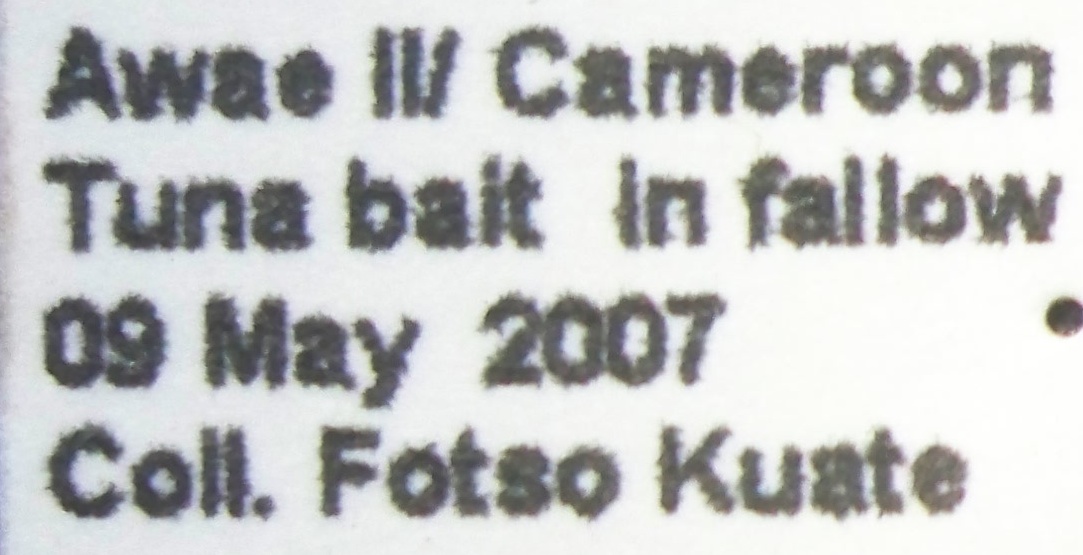 Awae II/ Cameroon
Tuna bait in fallow
09 May 2007
Coll. Fotso Kuate